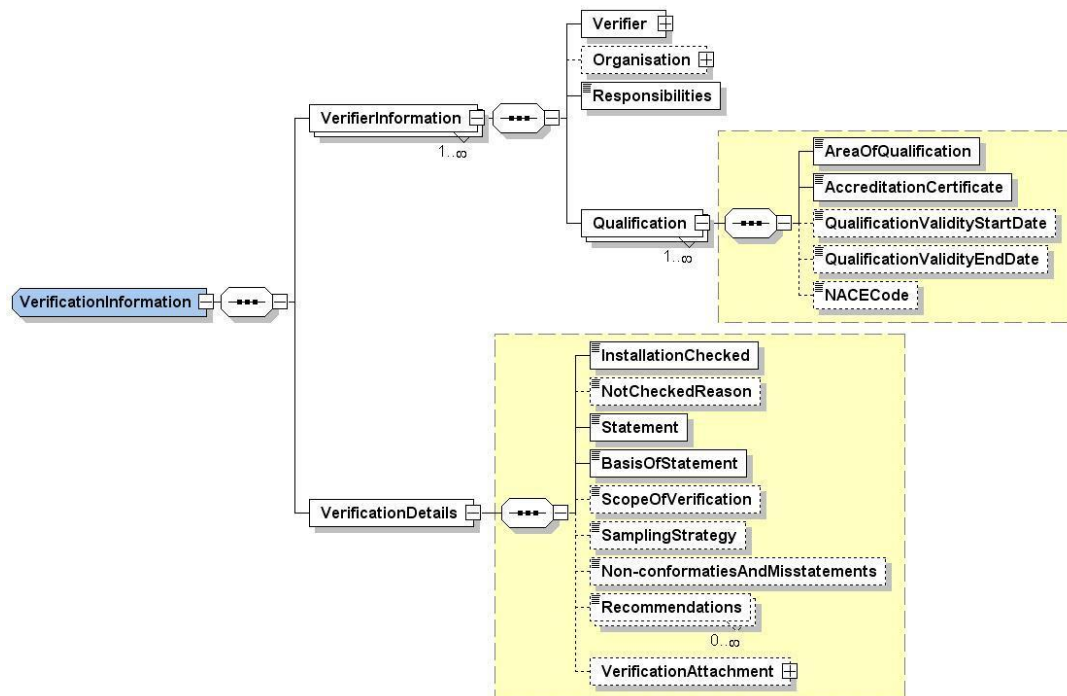 Verifier
Organisation
Responsibilities
VerifierInformation
1..∞
AreaOfQualification
AccreditationCertificate
Qualification
QualificationValidityStartDate
1..∞
QualificationValidityEndDate
NACECode
VerificationInformation
InstallationChecked
NotCheckedReason
Statement
BasisOfStatement
ScopeOfVerification
VerificationDetails
SamplingStrategy
Non-conformatiesAndMisstatements
Recommendations
0..∞
VerificationAttachment